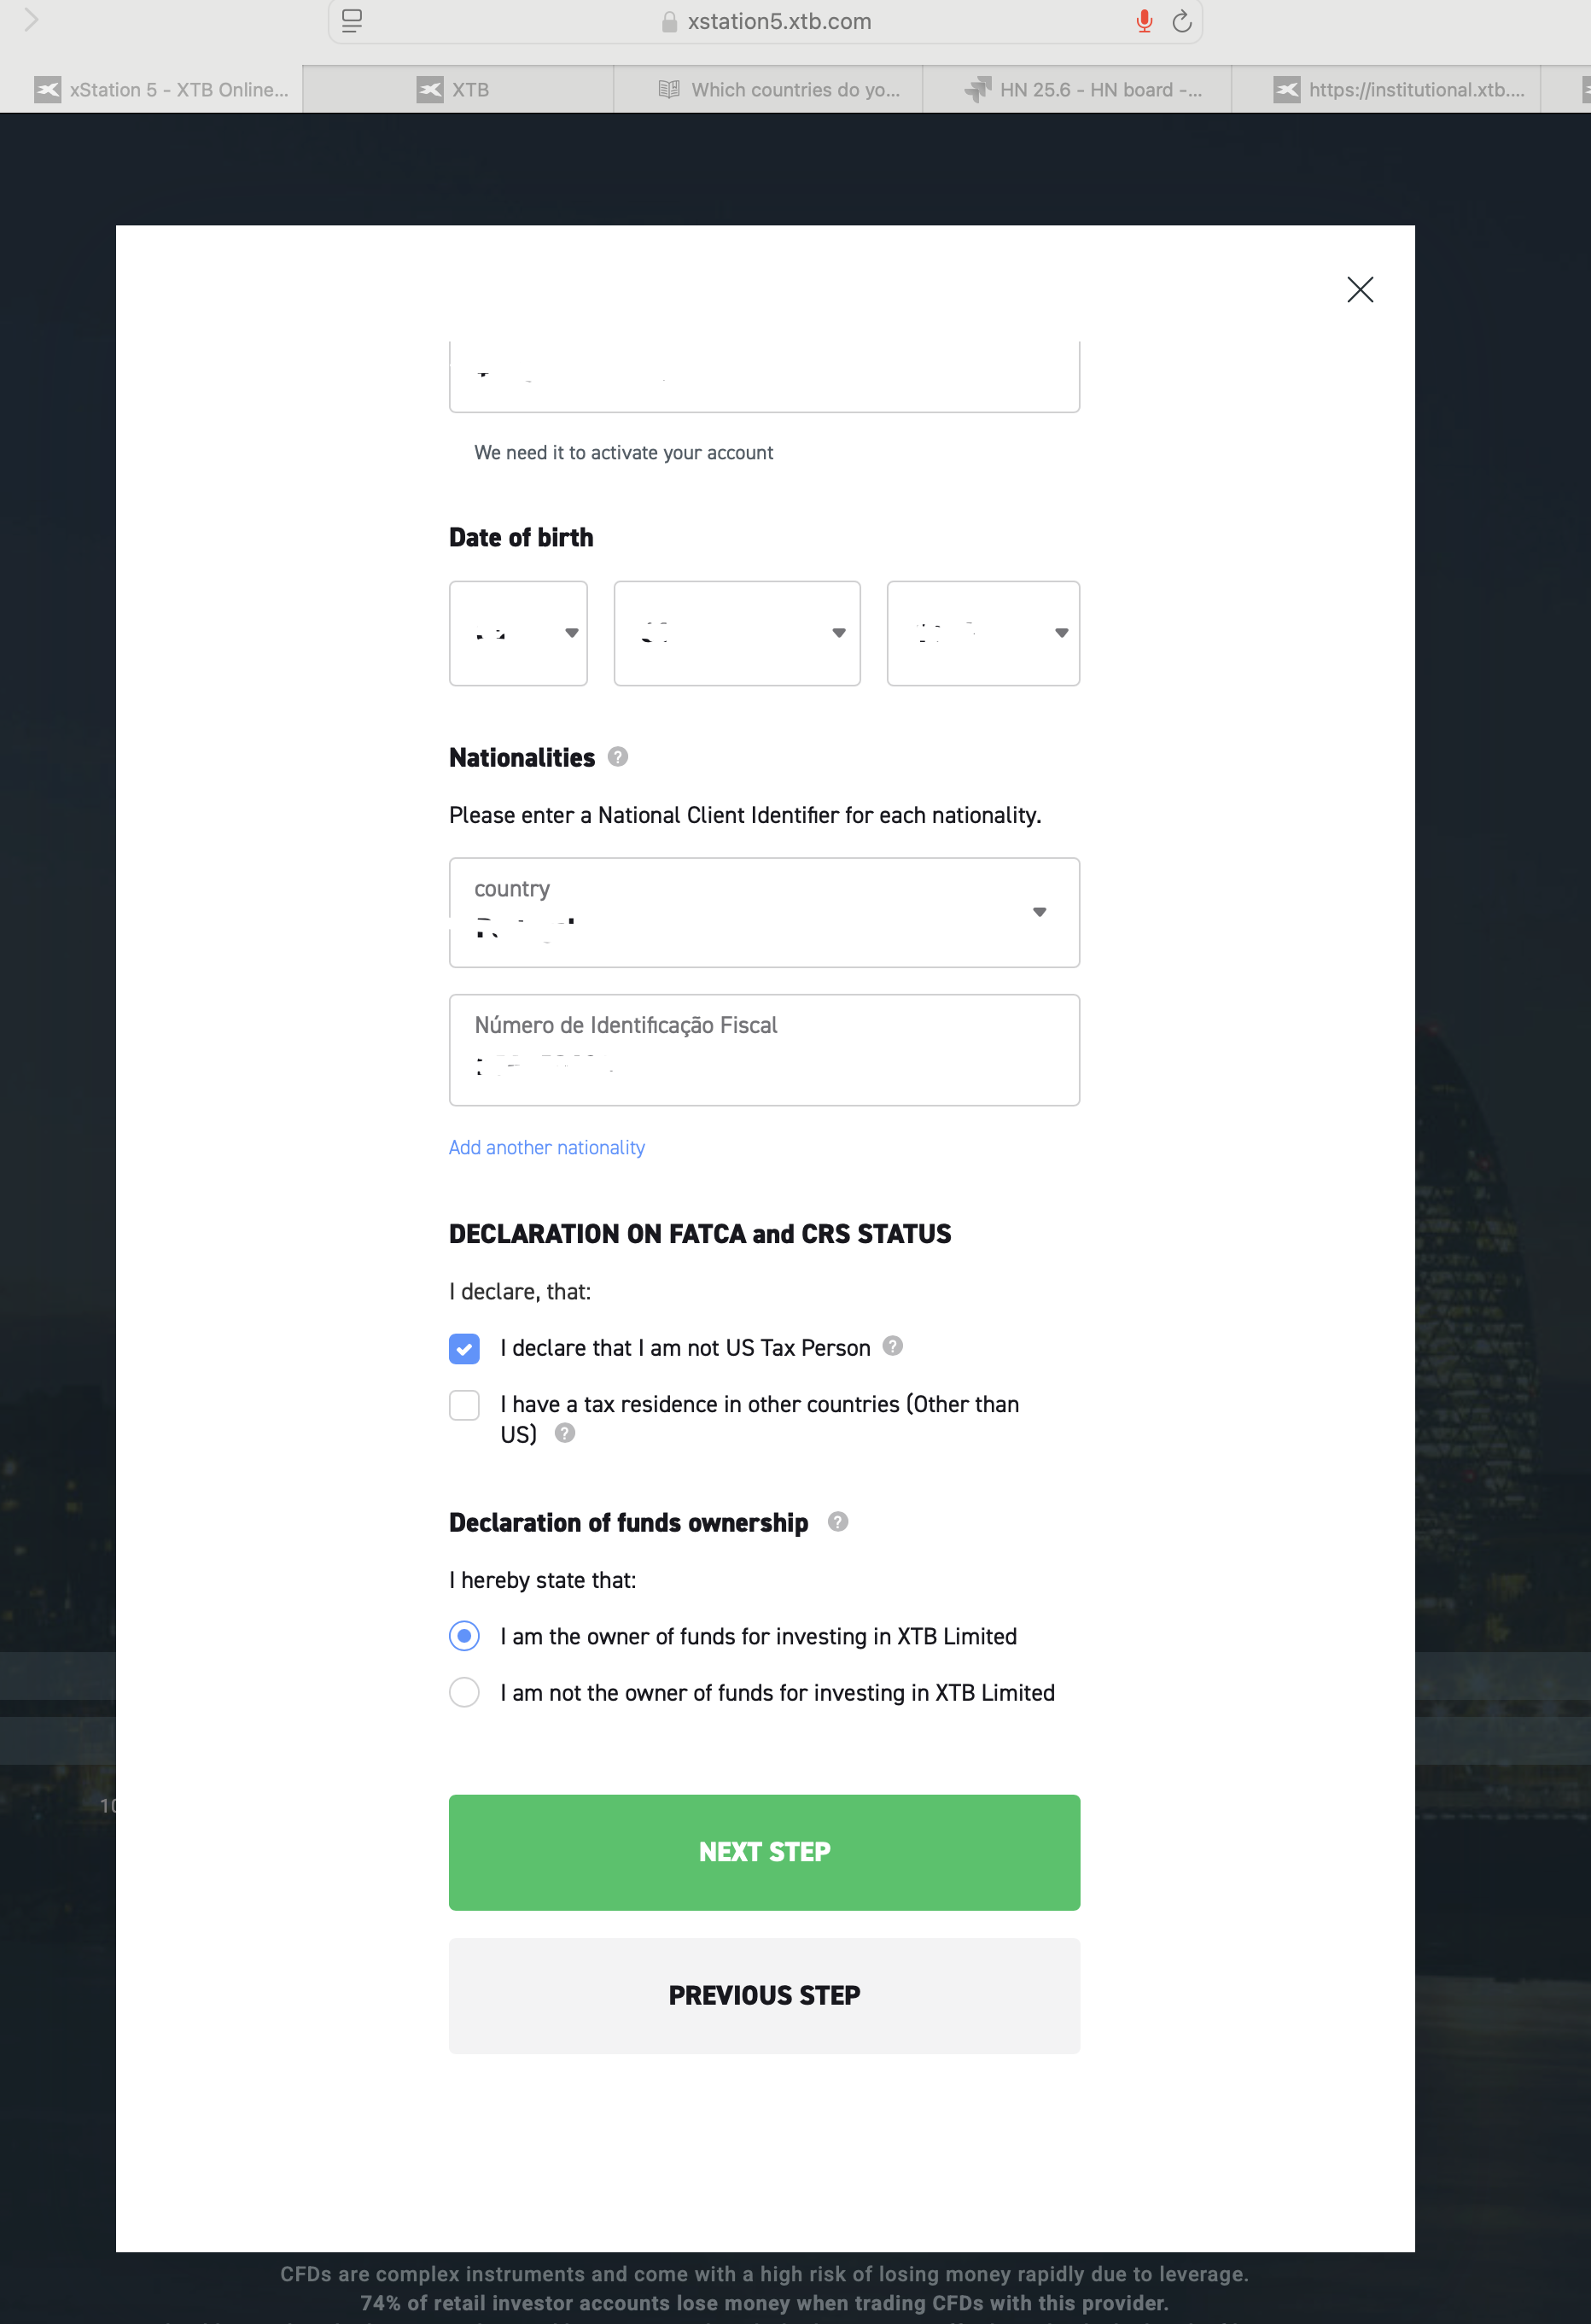 xstation5.xtb.com
xStation 5 - XTB Online...
XTB
Which countries do yo...
HN 25.6 - HN board -...
https://institutional.xtb....
We need it to activate your account
Date of birth
Nationalities ?
Please enter a National Client Identifier for each nationality.
country
Número de Identificação Fiscal
Add another nationality
DECLARATION ON FATCA and CRS STATUS
I declare, that:
I declare that I am not US Tax Person ?
I have a tax residence in other countries (Other than
US) ?
Declaration of funds ownership ?
I hereby state that:
I am the owner of funds for investing in XTB Limited
I am not the owner of funds for investing in XTB Limited
10
NEXT STEP
PREVIOUS STEP
CFDs are complex instruments and come with a high risk of losing money rapidly due to leverage.
74% of retail investor accounts lose money when trading CFDs with this provider.